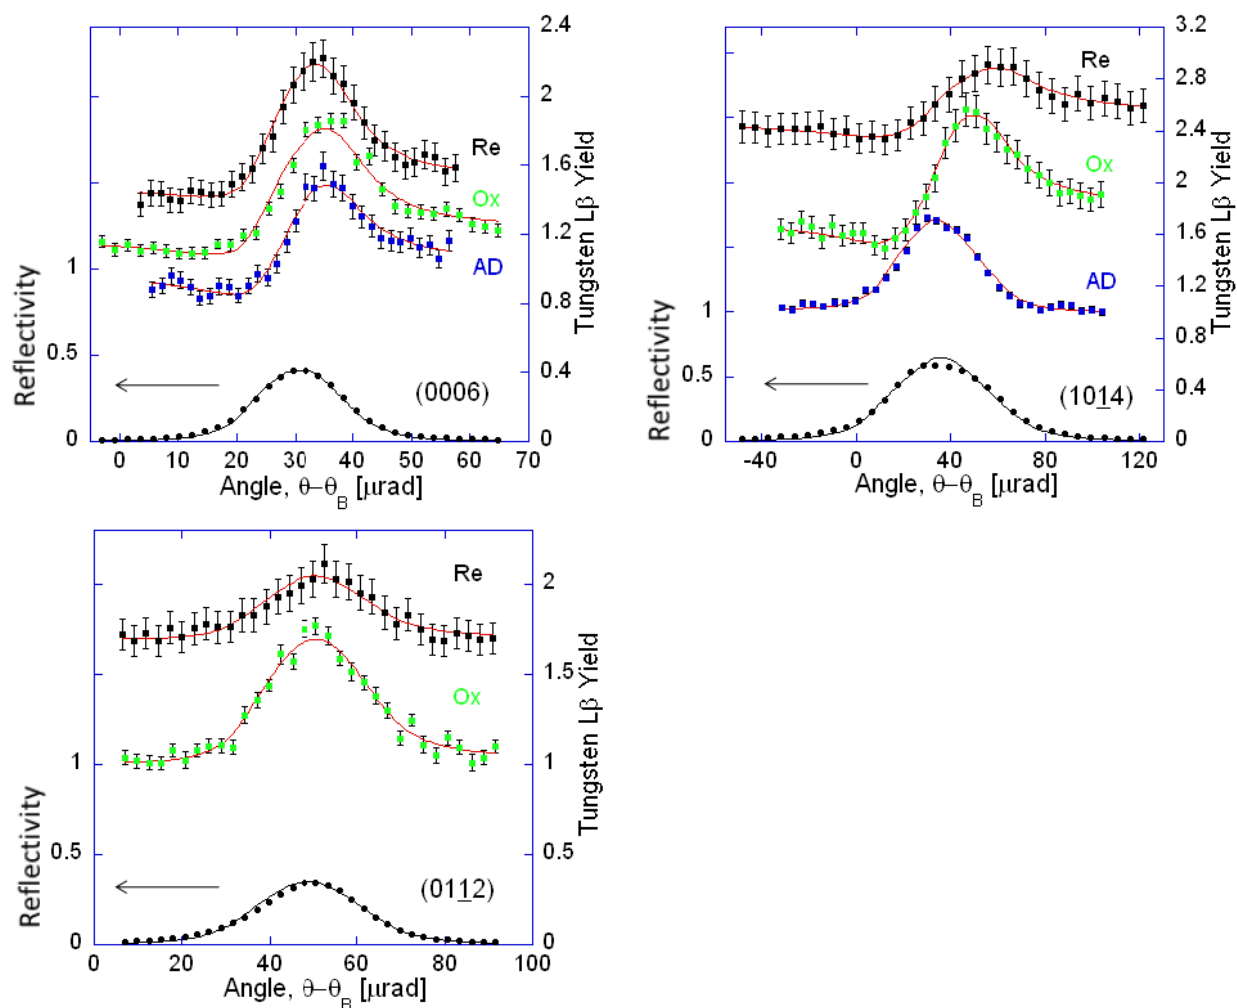 2.4
2
1.6
1.2
0.8
0.4
0
1
0.5
0
Re
Ox
AD
(0006)
Reflectivity
Tungsten Lβ Yield
0 10 20 30 40 50 60 70
Angle, θ−θB [μrad]
3.2
2.8
2.4
2
1.6
1.2
0.8
0.4
0
1
0.5
0
Re
Ox
AD
(1014)
Reflectivity
Tungsten Lβ Yield
-40 0 40 80 120
Angle, θ−θB [μrad]
2
1.5
1
0.5
0
1
0.5
0
Re
Ox
(0112)
Reflectivity
Tungsten Lβ Yield
0 20 40 60 80 100
Angle, θ−θB [μrad]